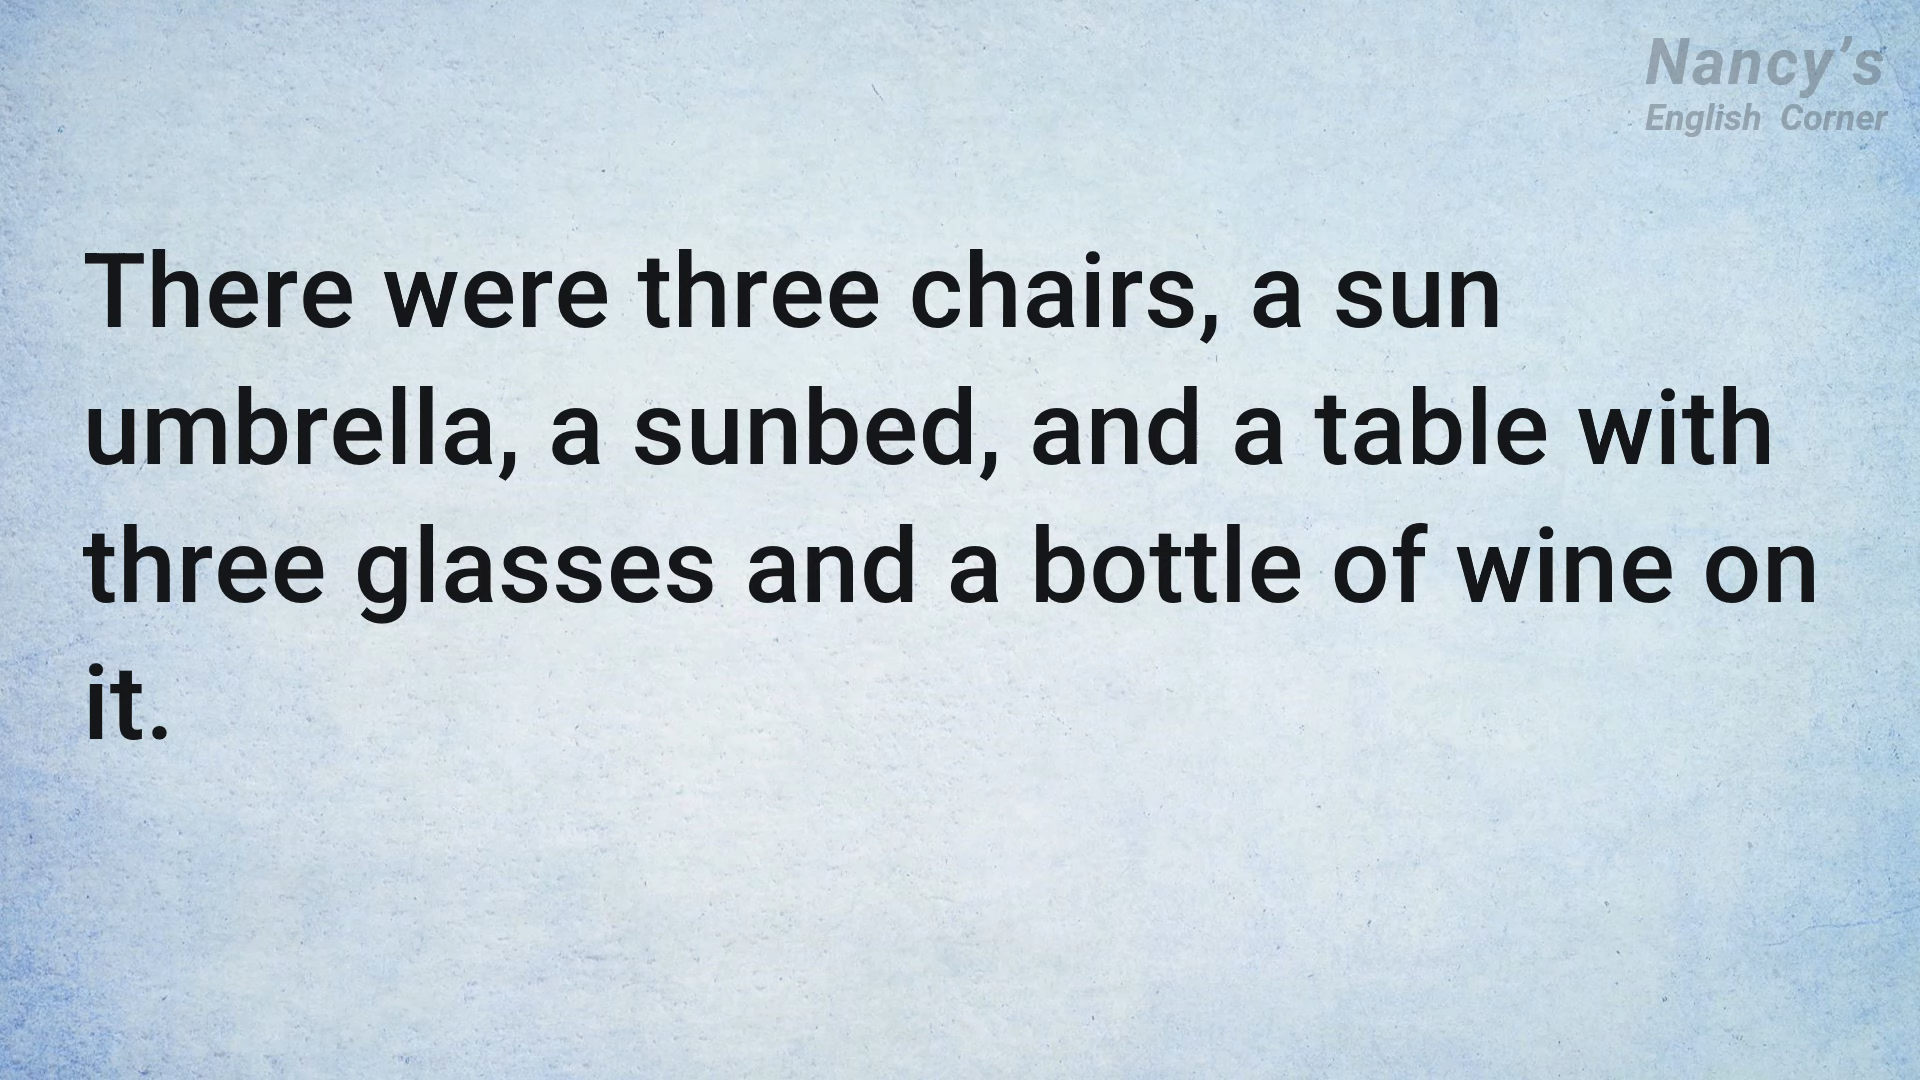 Nancy’s
English Corner
There were three chairs, a sun
umbrella, a sunbed, and a table with
three glasses and a bottle of wine on
it.